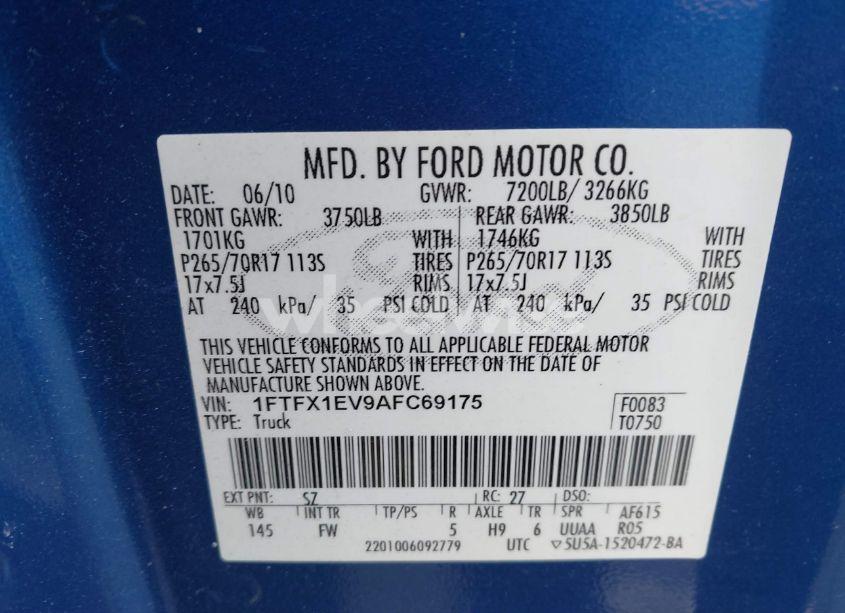 MFD. BY FORD MOTOR CO.
DATE: 06/10 GVWR: 7200LB/ 3266KG
FRONT GAWR: 3750LB REAR GAWR: 3850LB
1701KG WITH 1746KG WITH
P265/70R17 113S TIRES P265/70R17 113S TIRES
17x7.5J RIMS 17x7.5J RIMS
AT 240 kPa/ 35 PSI COLD AT 240 kPa/ 35 PSI COLD
THIS VEHICLE CONFORMS TO ALL APPLICABLE FEDERAL MOTOR
VEHICLE SAFETY STANDARDS IN EFFECT ON THE DATE OF
MANUFACTURE SHOWN ABOVE.
VIN: 1FTFX1EV9AFC69175 F0083
TYPE: Truck T0750
EXT PNT: SZ RC: 27 DSO:
WB INT TR TP/PS R AXLE TR SPR AF615
145 FW 5 H9 6 UUAA R05
2201006092779 UTC ▽5U5A-1520472-BA